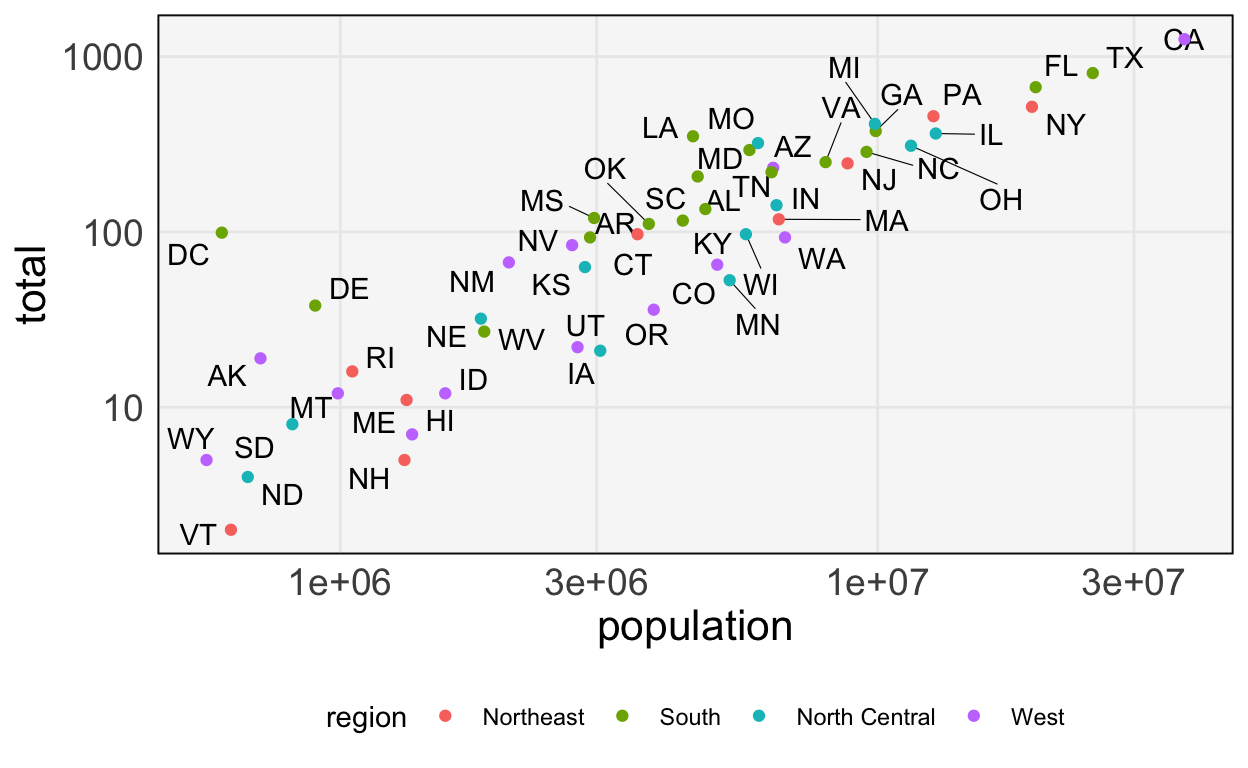 CA
1000
TX
FL
MI
GA
PA
VA
MO
NY
LA
IL
AZ
MD
OK
NC
NJ
TN
SC
IN
AL
OH
MS
AR
MA
100
NV
KY
DC
WA
CT
NM
KS
WI
DE
CO
total
UT
MN
OR
NE
WV
RI
AK
IA
ID
10
MT
ME
HI
WY
SD
NH
ND
VT
1e+06 3e+06 1e+07 3e+07
population
region Northeast South North Central West